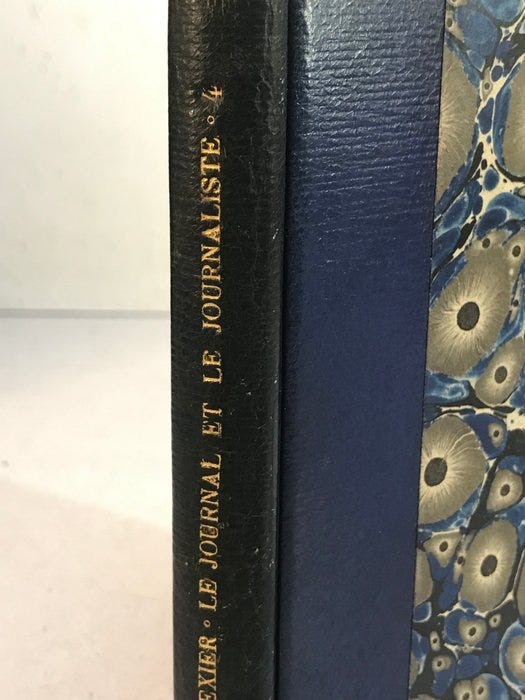 EXIER ◦ LE JOURNAL ET LE JOURNALISTE ◦ 4